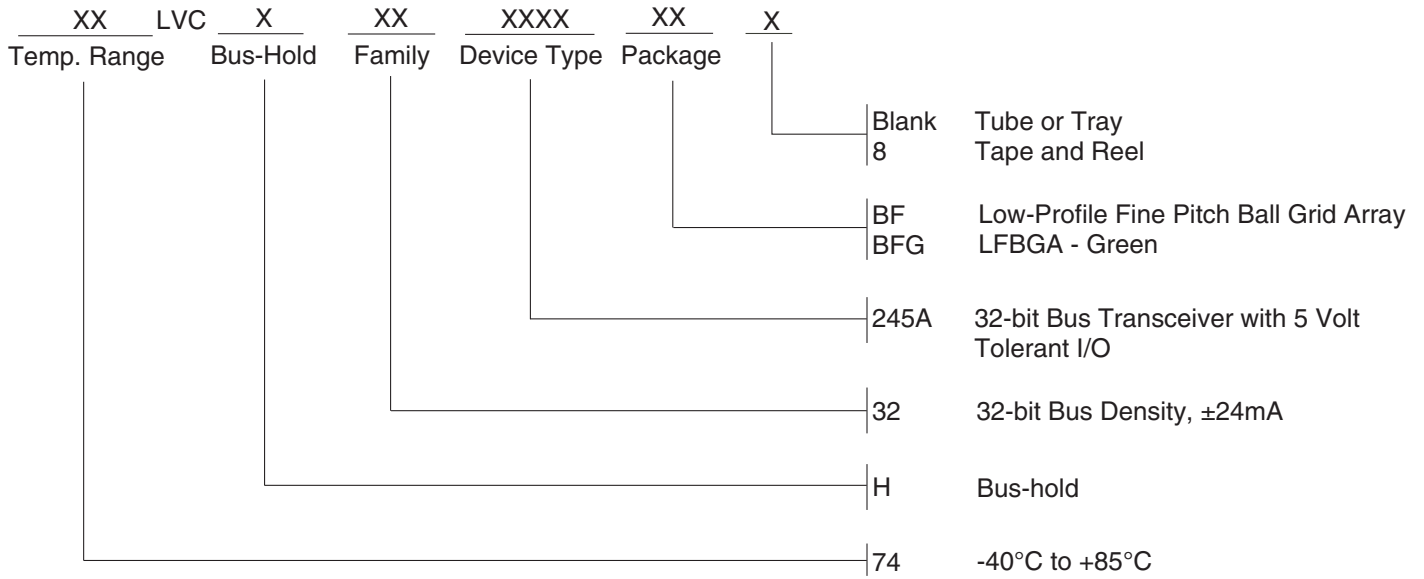 XX LVC X XX XXXX XX X
Temp. Range Bus-Hold Family Device Type Package
Blank Tube or Tray
8 Tape and Reel
BF Low-Profile Fine Pitch Ball Grid Array
BFG LFBGA - Green
245A 32-bit Bus Transceiver with 5 Volt
Tolerant I/O
32 32-bit Bus Density, ±24mA
H Bus-hold
74 -40°C to +85°C